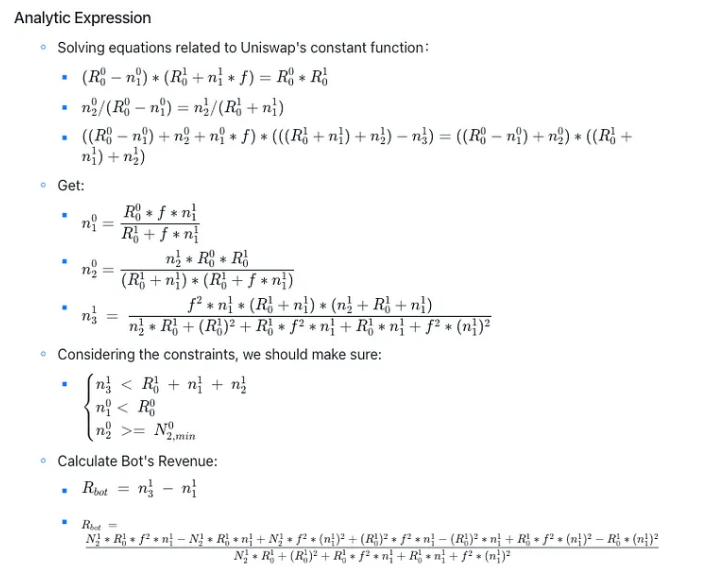 Analytic Expression
Solving equations related to Uniswap's constant function:
$(R_0^0 - n_1^0) * (R_0^1 + n_1^1 * f) = R_0^0 * R_0^1$
$n_2^0/(R_0^0 - n_1^0) = n_2^1/(R_0^1 + n_1^1)$
$((R_0^0 - n_1^0) + n_2^0 + n_1^0 * f) * (((R_0^1 + n_1^1) + n_2^1) - n_3^1) = ((R_0^0 - n_1^0) + n_2^0) * ((R_0^1 +$
$n_1^1) + n_2^1)$
Get:
$n_1^0 = \frac{R_0^0 * f * n_1^1}{R_0^1 + f * n_1^1}$
$n_2^0 = \frac{n_2^1 * R_0^0 * R_0^1}{(R_0^1 + n_1^1) * (R_0^1 + f * n_1^1)}$
$n_3^1 = \frac{f^2 * n_1^1 * (R_0^1 + n_1^1) * (n_2^1 + R_0^1 + n_1^1)}{n_2^1 * R_0^1 + (R_0^1)^2 + R_0^1 * f^2 * n_1^1 + R_0^1 * n_1^1 + f^2 * (n_1^1)^2}$
Considering the constraints, we should make sure:
$\begin{cases} n_3^1 < R_0^1 + n_1^1 + n_2^1 \\ n_1^0 < R_0^0 \\ n_2^0 >= N_{2,min}^0 \end{cases}$
Calculate Bot's Revenue:
$R_{bot} = n_3^1 - n_1^1$
$R_{bot} =$
$\frac{N_2^1 * R_0^1 * f^2 * n_1^1 - N_2^1 * R_0^1 * n_1^1 + N_2^1 * f^2 * (n_1^1)^2 + (R_0^1)^2 * f^2 * n_1^1 - (R_0^1)^2 * n_1^1 + R_0^1 * f^2 * (n_1^1)^2 - R_0^1 * (n_1^1)^2}{N_2^1 * R_0^1 + (R_0^1)^2 + R_0^1 * f^2 * n_1^1 + R_0^1 * n_1^1 + f^2 * (n_1^1)^2}$